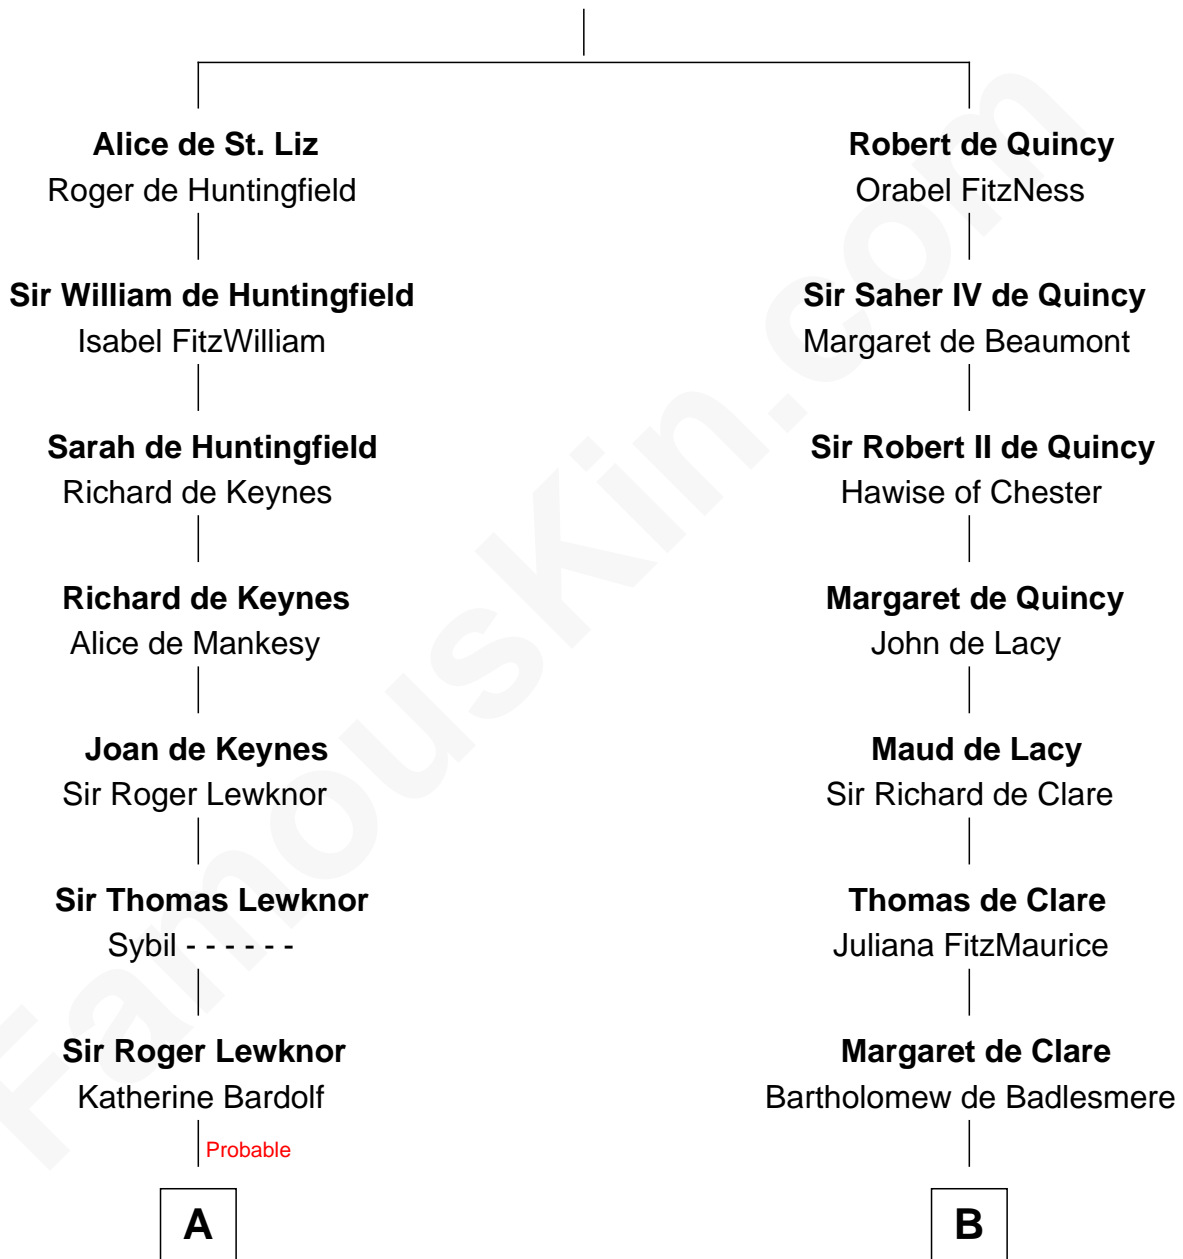 Alice de St. Liz
Roger de Huntingfield
Sir William de Huntingfield
Isabel FitzWilliam
Sarah de Huntingfield
Richard de Keynes
Richard de Keynes
Alice de Mankesy
Joan de Keynes
Sir Roger Lewknor
Sir Thomas Lewknor
Sybil - - - - - -
Sir Roger Lewknor
Katherine Bardolf
Probable
A
Robert de Quincy
Orabel FitzNess
Sir Saher IV de Quincy
Margaret de Beaumont
Sir Robert II de Quincy
Hawise of Chester
Margaret de Quincy
John de Lacy
Maud de Lacy
Sir Richard de Clare
Thomas de Clare
Juliana FitzMaurice
Margaret de Clare
Bartholomew de Badlesmere
B
FamousKin.com